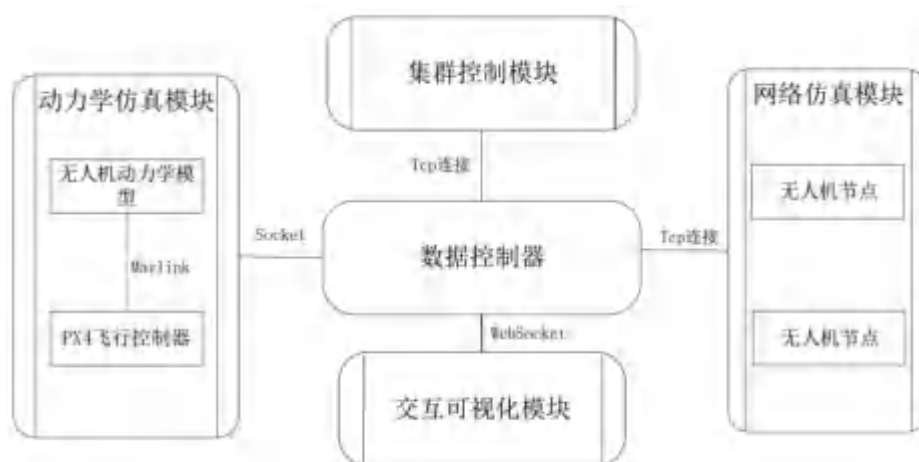 集群控制模块
动力学仿真模块
网络仿真模块
无人机动力学模
型
无人机节点
Tcp连接
Socket
数据控制器
Tcp连接
Mavlink
PX4飞行控制器
无人机节点
WebSocket
交互可视化模块